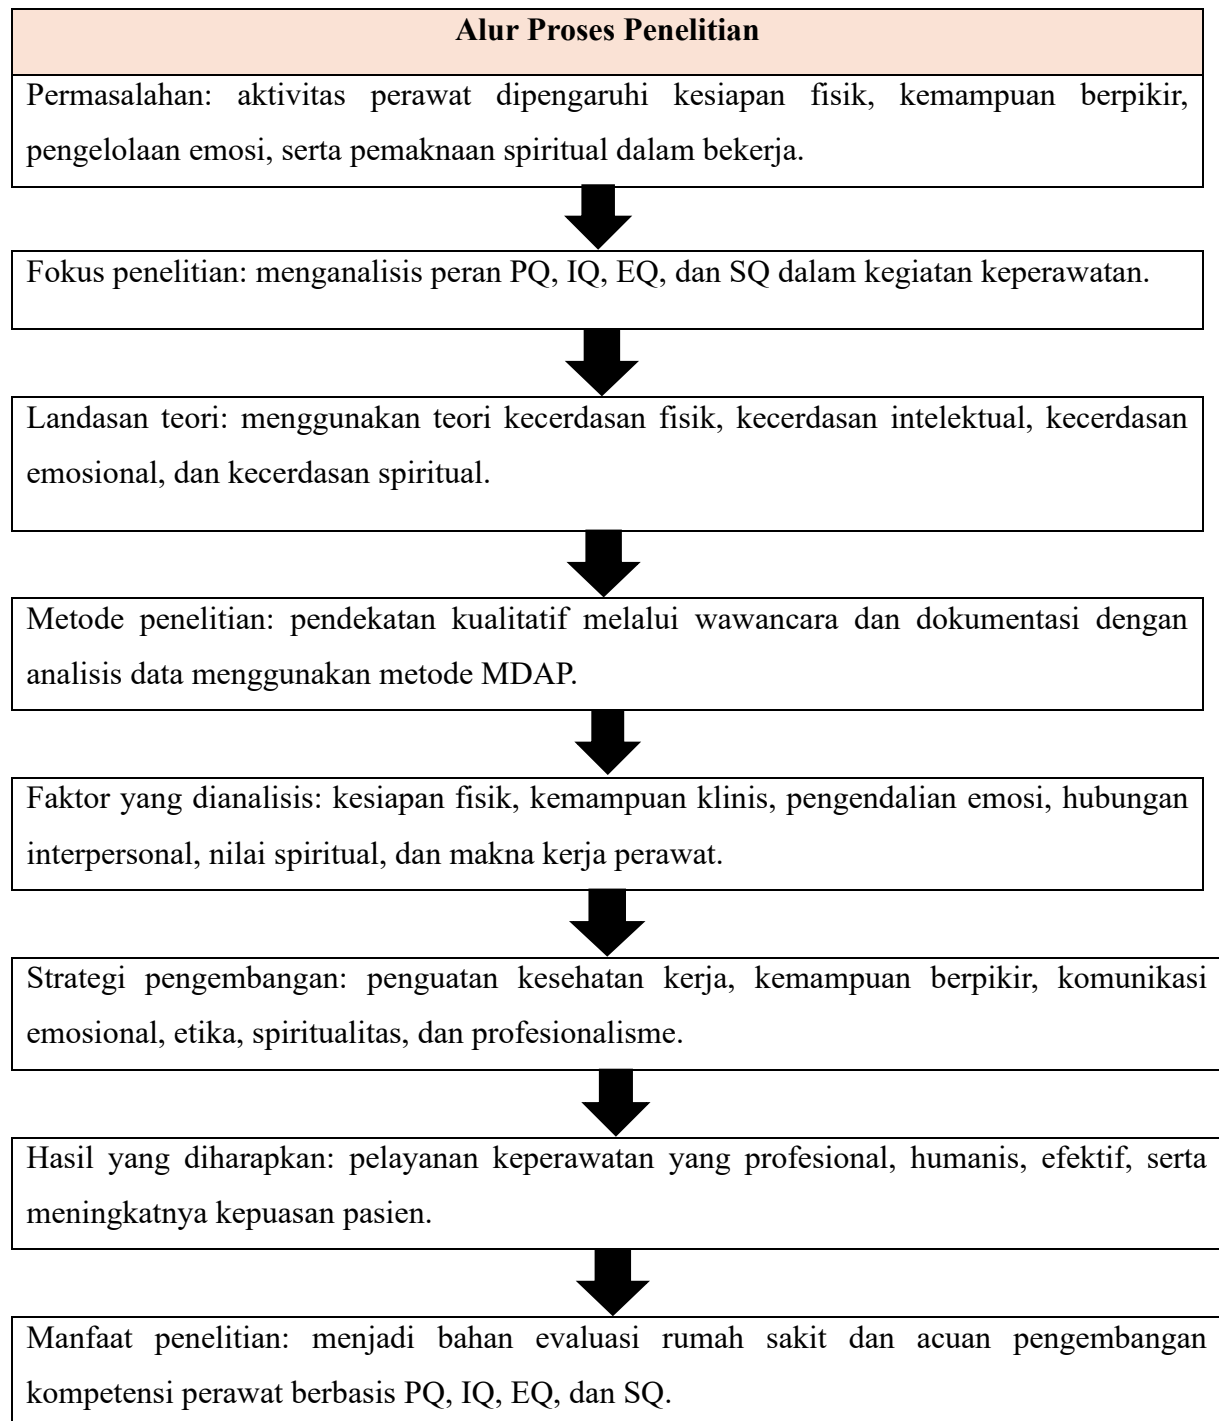 Alur Proses Penelitian
Permasalahan: aktivitas perawat dipengaruhi kesiapan fisik, kemampuan berpikir,
pengelolaan emosi, serta pemaknaan spiritual dalam bekerja.
Fokus penelitian: menganalisis peran PQ, IQ, EQ, dan SQ dalam kegiatan keperawatan.
Landasan teori: menggunakan teori kecerdasan fisik, kecerdasan intelektual, kecerdasan
emosional, dan kecerdasan spiritual.
Metode penelitian: pendekatan kualitatif melalui wawancara dan dokumentasi dengan
analisis data menggunakan metode MDAP.
Faktor yang dianalisis: kesiapan fisik, kemampuan klinis, pengendalian emosi, hubungan
interpersonal, nilai spiritual, dan makna kerja perawat.
Strategi pengembangan: penguatan kesehatan kerja, kemampuan berpikir, komunikasi
emosional, etika, spiritualitas, dan profesionalisme.
Hasil yang diharapkan: pelayanan keperawatan yang profesional, humanis, efektif, serta
meningkatnya kepuasan pasien.
Manfaat penelitian: menjadi bahan evaluasi rumah sakit dan acuan pengembangan
kompetensi perawat berbasis PQ, IQ, EQ, dan SQ.